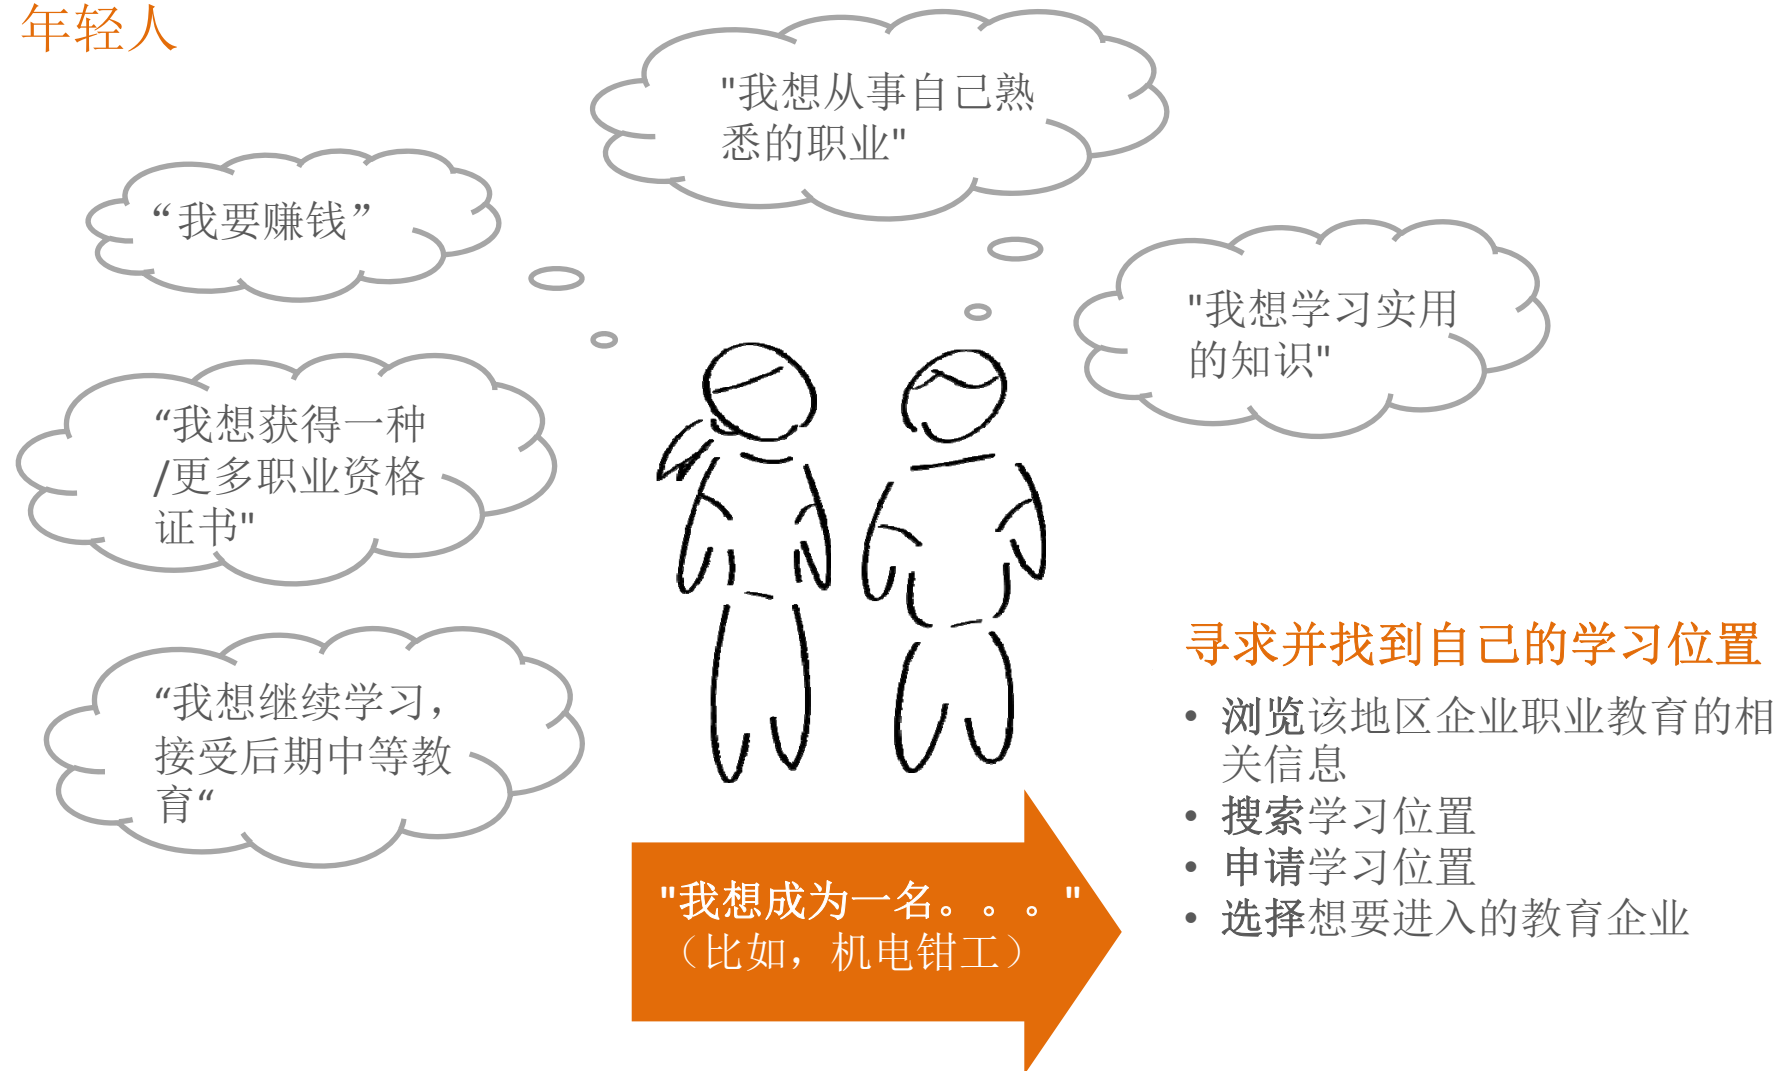 年轻人
"我想从事自己熟
悉的职业"
“我要赚钱”
"我想学习实用
的知识"
“我想获得一种
/更多职业资格
证书"
“我想继续学习，
接受后期中等教
育“
"我想成为一名。。。"
（比如，机电钳工）
寻求并找到自己的学习位置
• 浏览该地区企业职业教育的相
关信息
• 搜索学习位置
• 申请学习位置
• 选择想要进入的教育企业